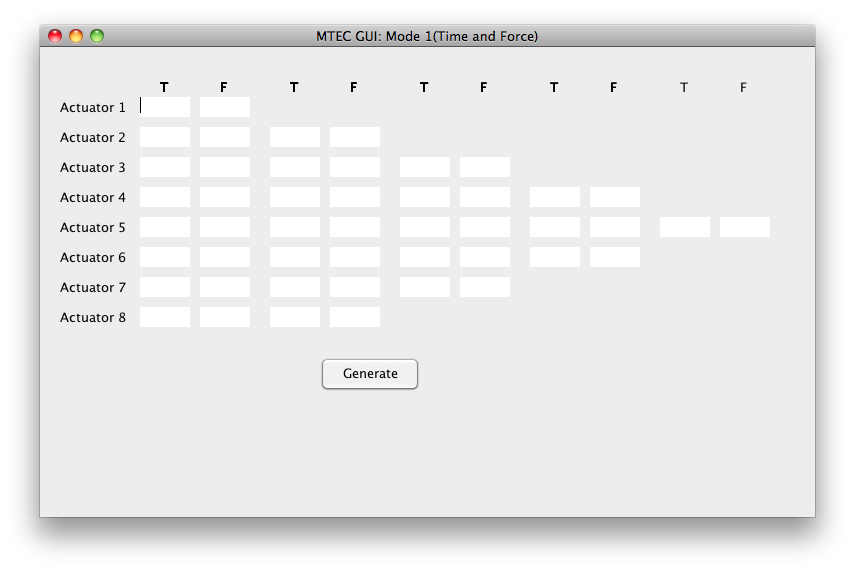 MTEC GUI: Mode 1(Time and Force)
T F T F T F T F T F
Actuator 1
Actuator 2
Actuator 3
Actuator 4
Actuator 5
Actuator 6
Actuator 7
Actuator 8
Generate